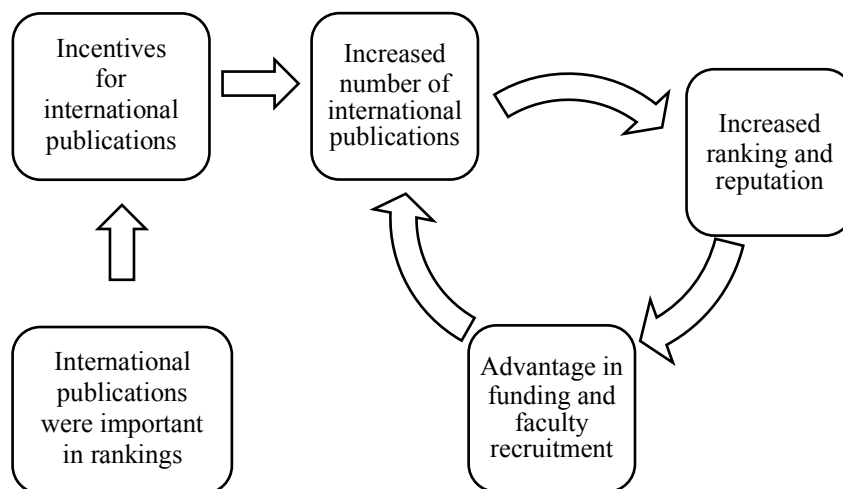 Incentives
for
international
publications
Increased
number of
international
publications
Increased
ranking and
reputation
International
publications
were important
in rankings
Advantage in
funding and
faculty
recruitment